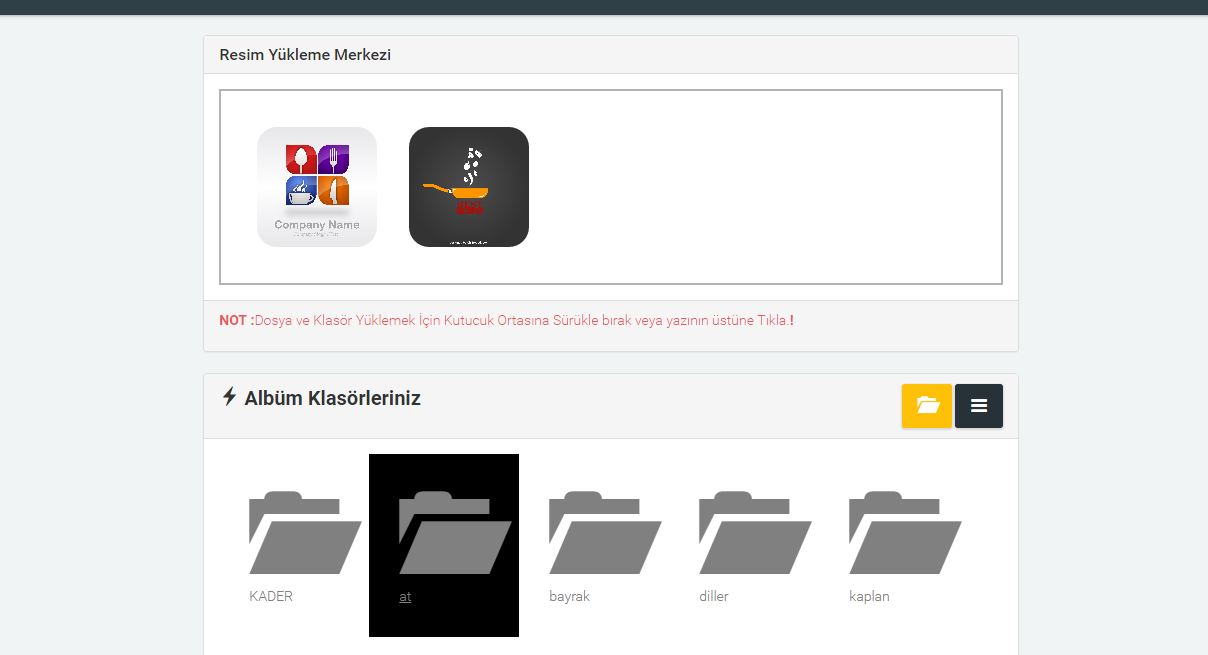 Resim Yükleme Merkezi
Company Name
NOT :Dosya ve Klasör Yüklemek İçin Kutucuk Ortasına Sürükle bırak veya yazının üstüne Tıkla.!
Albüm Klasörleriniz
KADER
at
bayrak
diller
kaplan